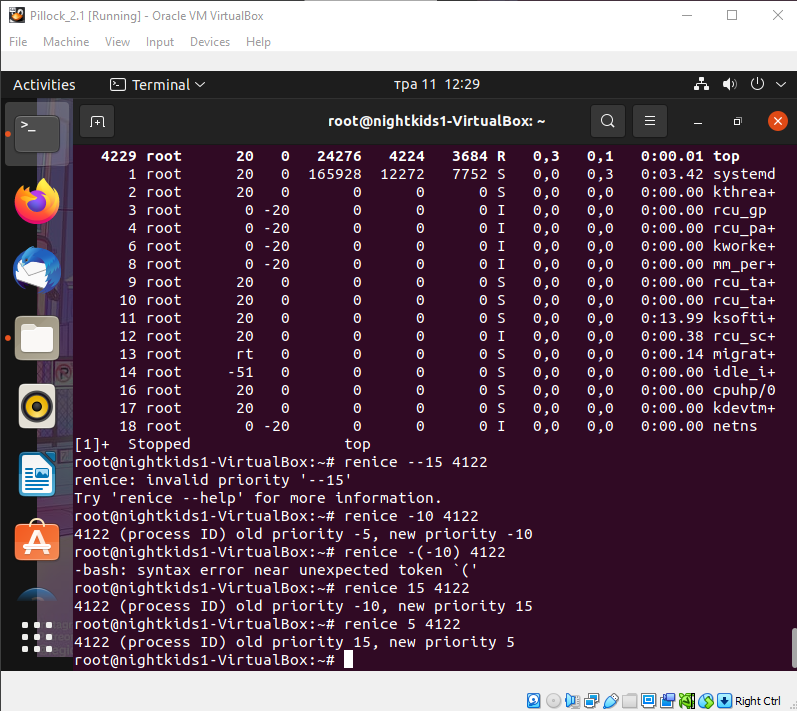 Pillock_2.1 [Running] - Oracle VM VirtualBox
File Machine View Input Devices Help
Activities Terminal тра 11 12:29
root@nightkids1-VirtualBox: ~
4229 root 20 0 24276 4224 3684 R 0,3 0,1 0:00.01 top
1 root 20 0 165928 12272 7752 S 0,0 0,3 0:03.42 systemd
2 root 20 0 0 0 0 S 0,0 0,0 0:00.00 kthrea+
3 root 0 -20 0 0 0 I 0,0 0,0 0:00.00 rcu_gp
4 root 0 -20 0 0 0 I 0,0 0,0 0:00.00 rcu_pa+
6 root 0 -20 0 0 0 I 0,0 0,0 0:00.00 kworke+
8 root 0 -20 0 0 0 I 0,0 0,0 0:00.00 mm_per+
9 root 20 0 0 0 0 S 0,0 0,0 0:00.00 rcu_ta+
10 root 20 0 0 0 0 S 0,0 0,0 0:00.00 rcu_ta+
11 root 20 0 0 0 0 S 0,0 0,0 0:13.99 ksofti+
12 root 20 0 0 0 0 I 0,0 0,0 0:00.38 rcu_sc+
13 root rt 0 0 0 0 S 0,0 0,0 0:00.14 migrat+
14 root -51 0 0 0 0 S 0,0 0,0 0:00.00 idle_i+
16 root 20 0 0 0 0 S 0,0 0,0 0:00.00 cpuhp/0
17 root 20 0 0 0 0 S 0,0 0,0 0:00.00 kdevtm+
18 root 0 -20 0 0 0 I 0,0 0,0 0:00.00 netns
[1]+ Stopped top
root@nightkids1-VirtualBox:~# renice --15 4122
renice: invalid priority '--15'
Try 'renice --help' for more information.
root@nightkids1-VirtualBox:~# renice -10 4122
4122 (process ID) old priority -5, new priority -10
root@nightkids1-VirtualBox:~# renice -(-10) 4122
-bash: syntax error near unexpected token `('
root@nightkids1-VirtualBox:~# renice 15 4122
4122 (process ID) old priority -10, new priority 15
root@nightkids1-VirtualBox:~# renice 5 4122
4122 (process ID) old priority 15, new priority 5
root@nightkids1-VirtualBox:~#
Right Ctrl